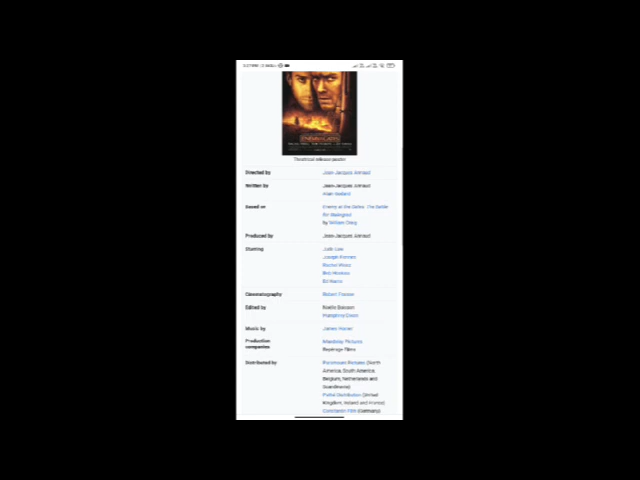 Theatrical release poster
Directed by Jean-Jacques Annaud
Written by Jean-Jacques Annaud
Alain Godard
Based on Enemy at the Gates: The Battle
for Stalingrad
by William Craig
Produced by Jean-Jacques Annaud
Starring Jude Law
Joseph Fiennes
Rachel Weisz
Bob Hoskins
Ed Harris
Cinematography Robert Fraisse
Edited by Noëlle Boisson
Humphrey Dixon
Music by James Horner
Production Mandalay Pictures
companies Repérage Films
Distributed by Paramount Pictures (North
America, South America,
Belgium, Netherlands and
Scandinavia)
Pathé Distribution (United
Kingdom, Ireland and France)
Constantin Film (Germany)